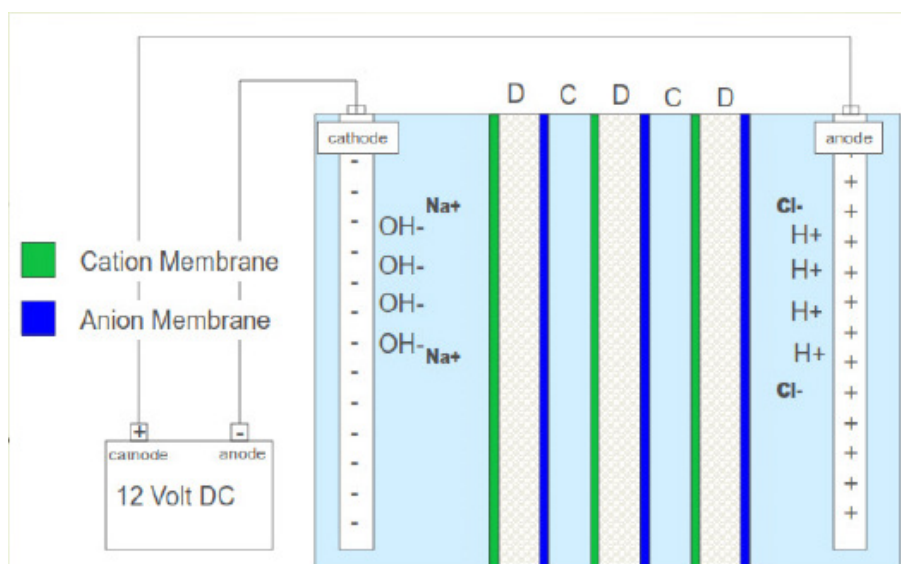 D C D C D
cathode
anode
Na+
OH-
OH-
OH-
OH-
Na+
Cl-
H+
H+
H+
H+
Cl-
Cation Membrane
Anion Membrane
+ -
cathode anode
12 Volt DC
- - - - - - - - - - - - -
+ + + + + + + + + + + + +